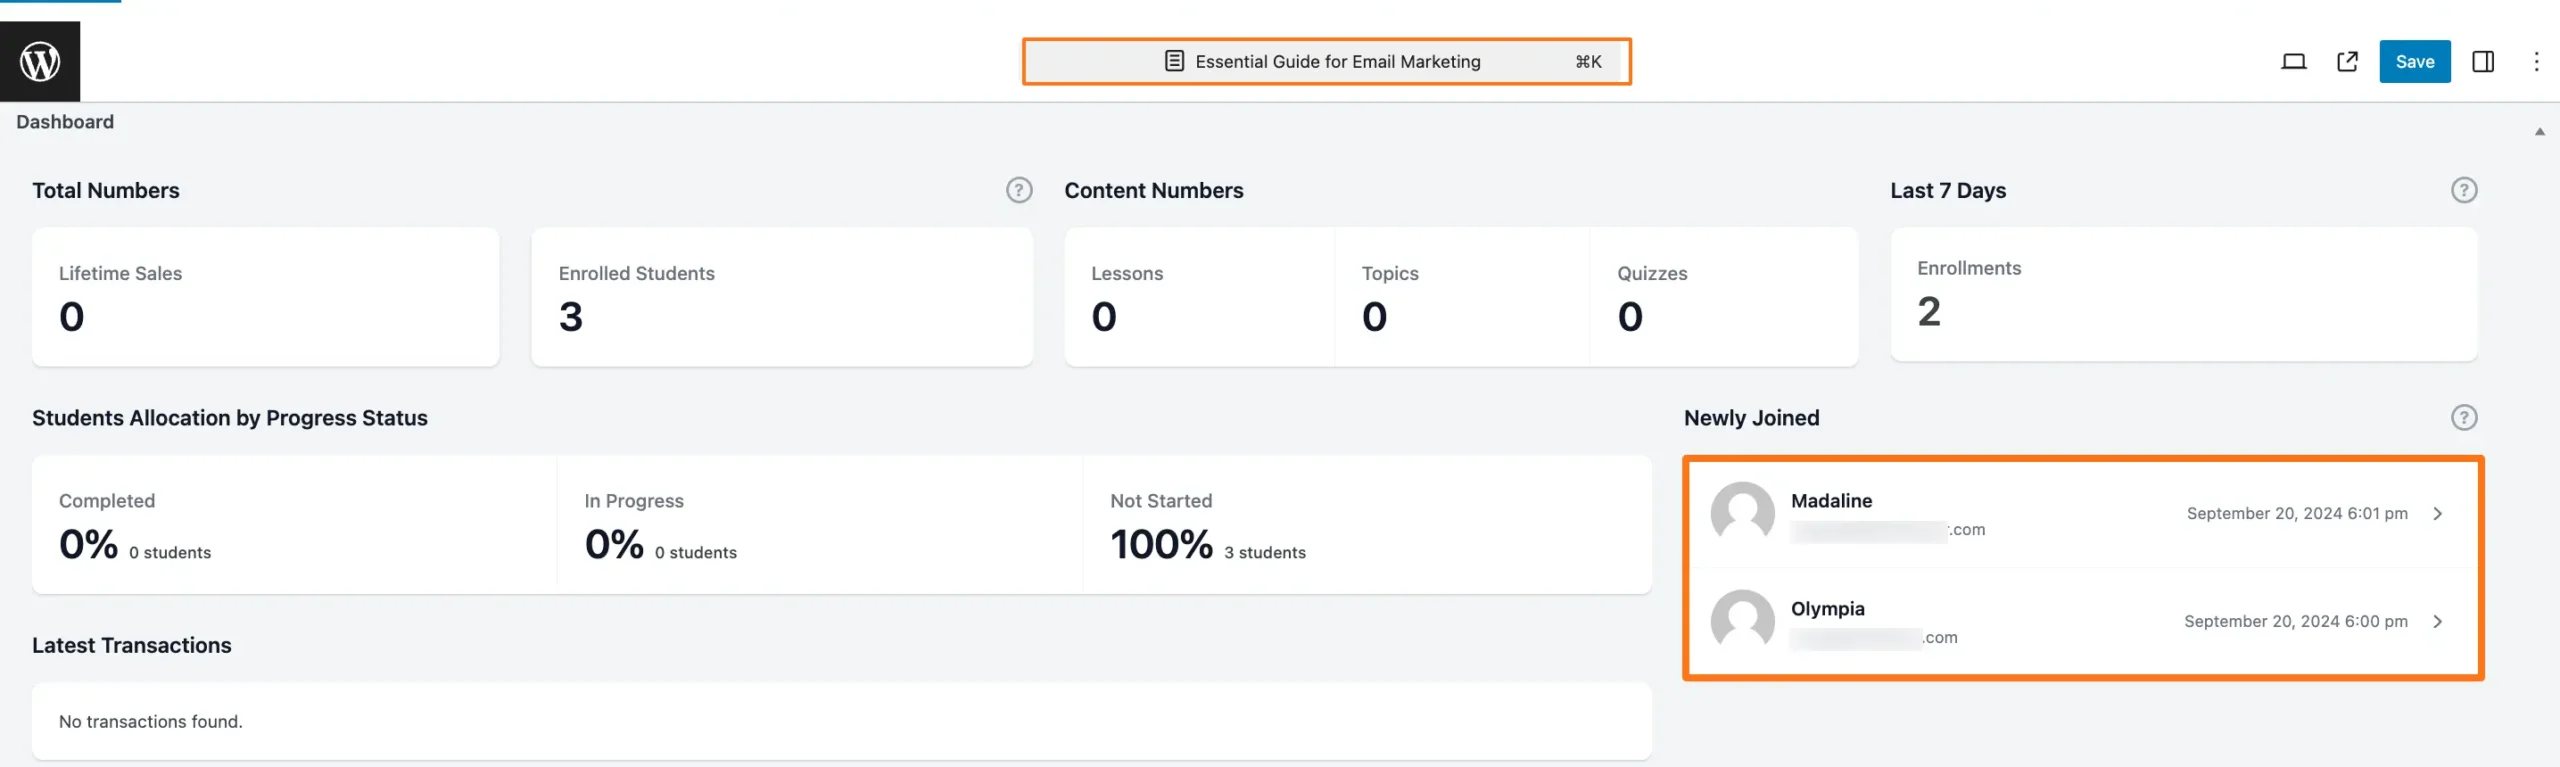 Essential Guide for Email Marketing ⌘K
Save
Dashboard
Total Numbers
Lifetime Sales
0
Enrolled Students
3
Content Numbers
Lessons
0
Topics
0
Quizzes
0
Last 7 Days
Enrollments
2
Students Allocation by Progress Status
Completed
0% 0 students
In Progress
0% 0 students
Not Started
100% 3 students
Newly Joined
Madaline
.com
September 20, 2024 6:01 pm
Olympia
.com
September 20, 2024 6:00 pm
Latest Transactions
No transactions found.